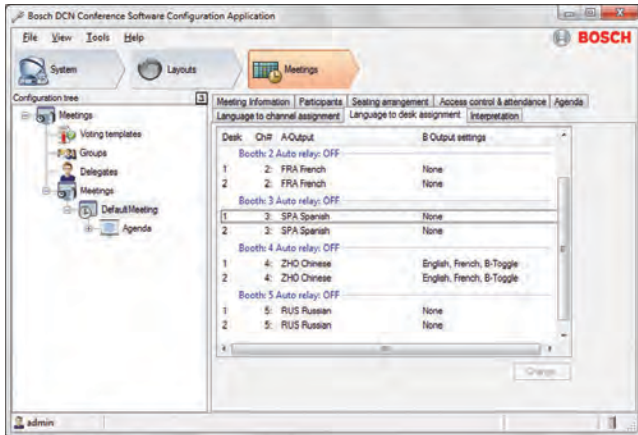 Bosch DCN Conference Software Configuration Application
File View Tools Help
BOSCH
System Layouts Meetings
Configuration tree
Meetings
Voting templates
Groups
Delegates
Meetings
DefaultMeeting
Agenda
Meeting Information Participants Seating arrangement Access control & attendance Agenda
Language to channel assignment Language to desk assignment Interpretation
Desk Ch# A-Output B Output settings
Booth: 2 Auto relay: OFF
1 2: FRA French None
2 2: FRA French None
Booth: 3 Auto relay: OFF
1 3: SPA Spanish None
2 3: SPA Spanish None
Booth: 4 Auto relay: OFF
1 4: ZHO Chinese English, French, B-Toggle
2 4: ZHO Chinese English, French, B-Toggle
Booth: 5 Auto relay: OFF
1 5: RUS Russian None
2 5: RUS Russian None
Change
admin